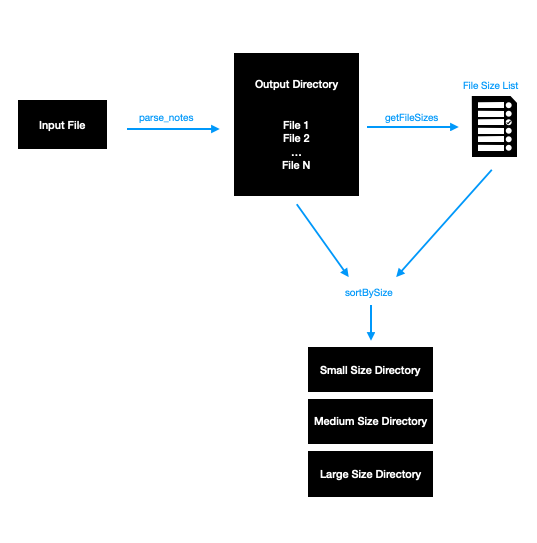 File Size List
Output Directory
Input File
parse_notes
getFileSizes
File 1
File 2
...
File N
sortBySize
Small Size Directory
Medium Size Directory
Large Size Directory